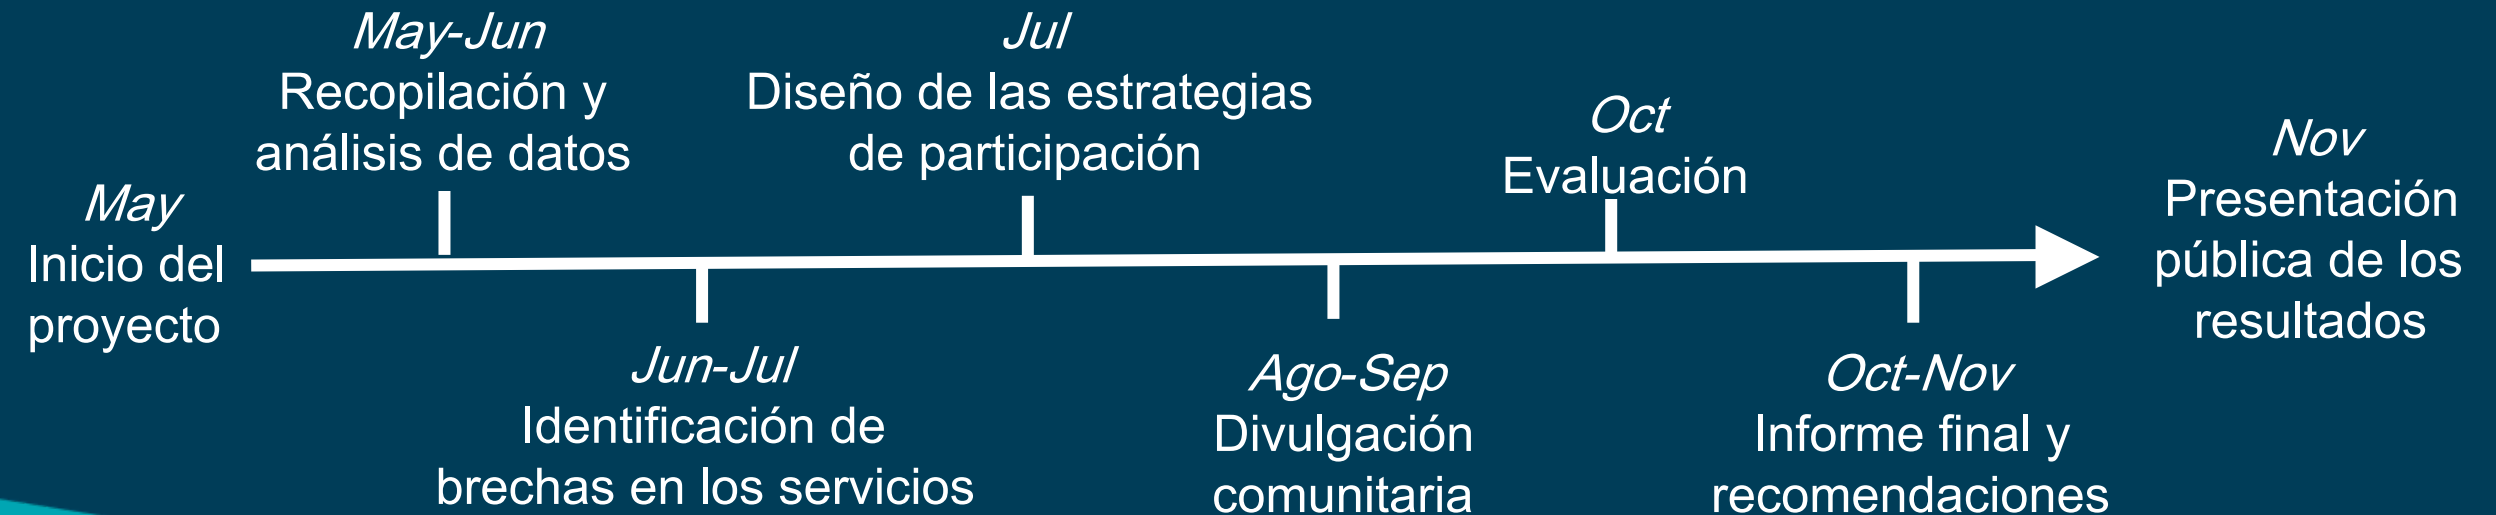 May
Inicio del
proyecto
May-Jun
Recopilación y
análisis de datos
Jun-Jul
Identificación de
brechas en los servicios
Jul
Diseño de las estrategias
de participación
Ago-Sep
Divulgación
comunitaria
Oct
Evaluación
Oct-Nov
Informe final y
recomendaciones
Nov
Presentación
pública de los
resultados